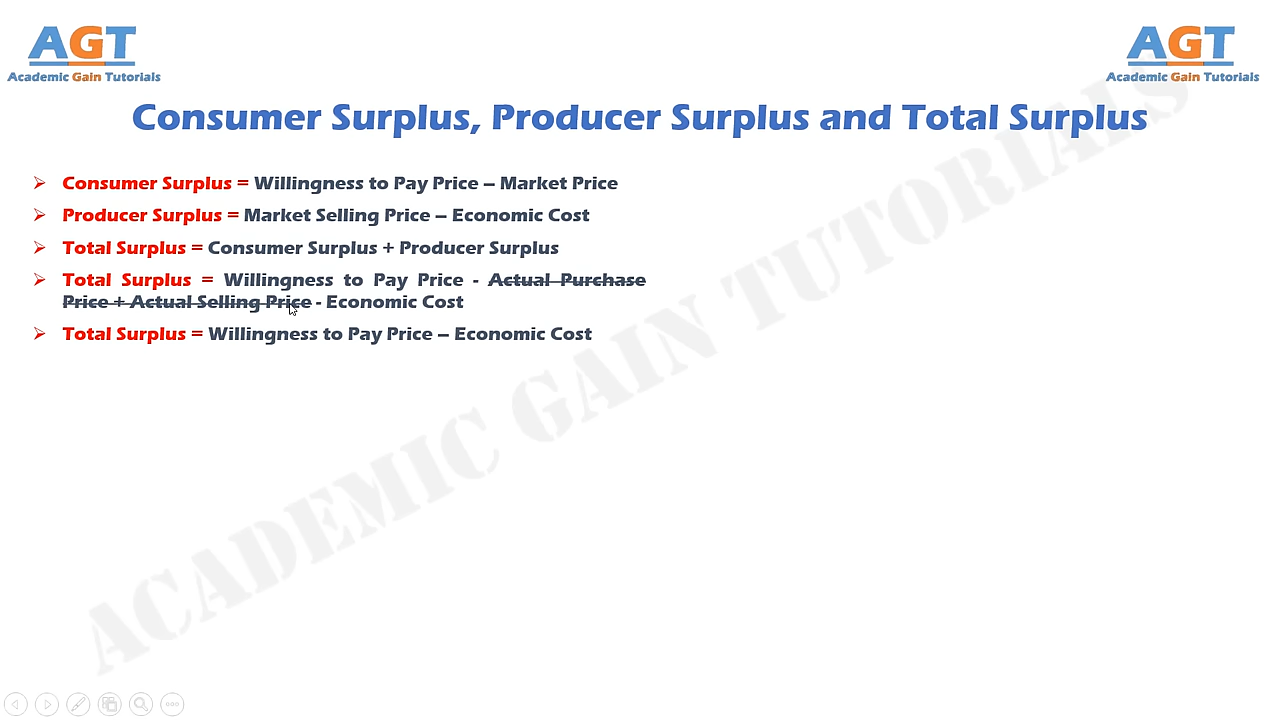 AGT
Academic Gain Tutorials
AGT
Academic Gain Tutorials
Consumer Surplus, Producer Surplus and Total Surplus
Consumer Surplus = Willingness to Pay Price – Market Price
Producer Surplus = Market Selling Price – Economic Cost
Total Surplus = Consumer Surplus + Producer Surplus
Total Surplus = Willingness to Pay Price - Actual Purchase
Price + Actual Selling Price - Economic Cost
Total Surplus = Willingness to Pay Price – Economic Cost
ACADEMIC GAIN TUTORIALS